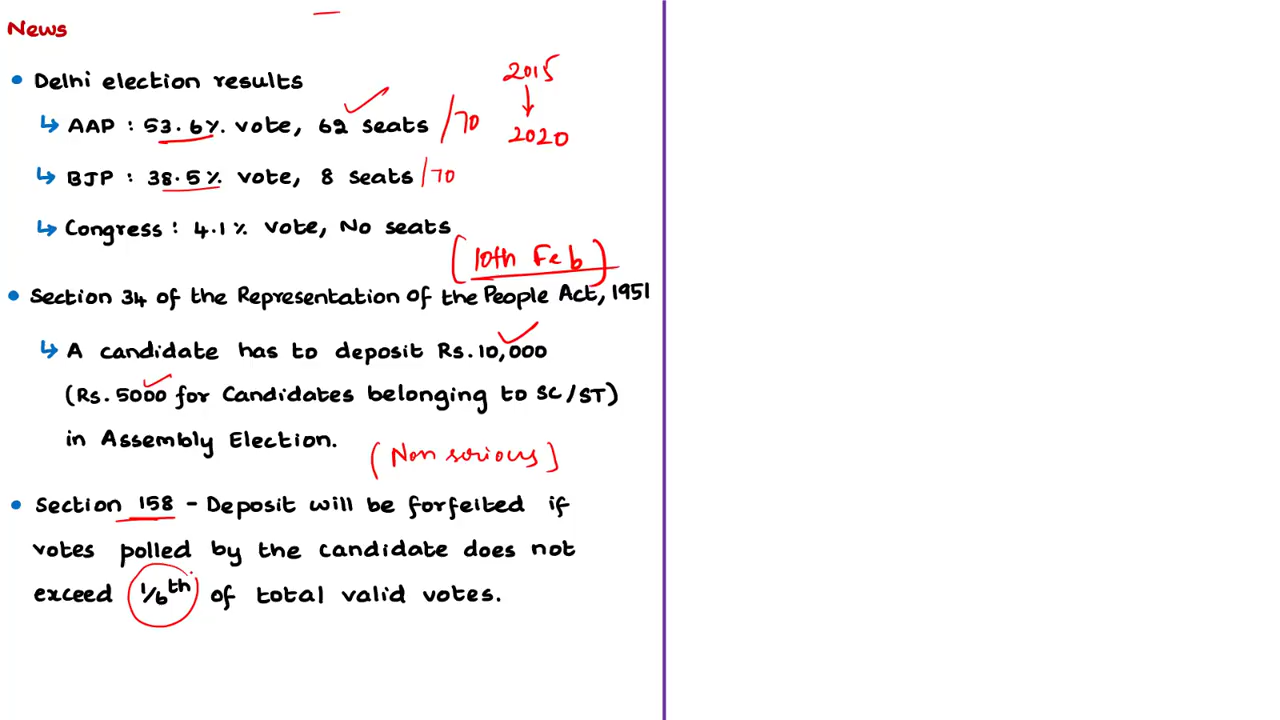 News
• Delhi election results
2015
↓
2020
↳ AAP : 53.6% vote, 62 seats /70
↳ BJP : 38.5% vote, 8 seats /70
↳ Congress : 4.1% vote, No seats
(10th Feb)
• Section 34 of the Representation of the People Act, 1951
↳ A candidate has to deposit Rs. 10,000
(Rs. 5000 for Candidates belonging to SC/ST)
in Assembly Election.
(Non serious)
• Section 158 - Deposit will be forfeited if
votes polled by the candidate does not
exceed 1/6th of total valid votes.